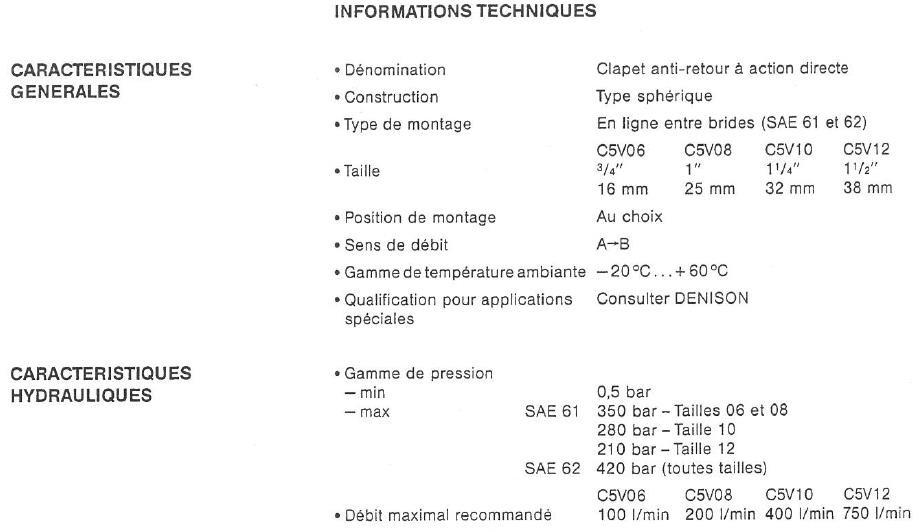 INFORMATIONS TECHNIQUES
CARACTERISTIQUES
GENERALES
• Dénomination Clapet anti-retour à action directe
• Construction Type sphérique
• Type de montage En ligne entre brides (SAE 61 et 62)
C5V06 C5V08 C5V10 C5V12
• Taille 3/4" 1" 11/4" 11/2"
16 mm 25 mm 32 mm 38 mm
• Position de montage Au choix
• Sens de débit A→B
• Gamme de température ambiante −20°C...+60°C
• Qualification pour applications Consulter DENISON
spéciales
CARACTERISTIQUES
HYDRAULIQUES
• Gamme de pression
— min 0,5 bar
— max SAE 61 350 bar – Tailles 06 et 08
280 bar – Taille 10
210 bar – Taille 12
SAE 62 420 bar (toutes tailles)
C5V06 C5V08 C5V10 C5V12
• Débit maximal recommandé 100 l/min 200 l/min 400 l/min 750 l/min